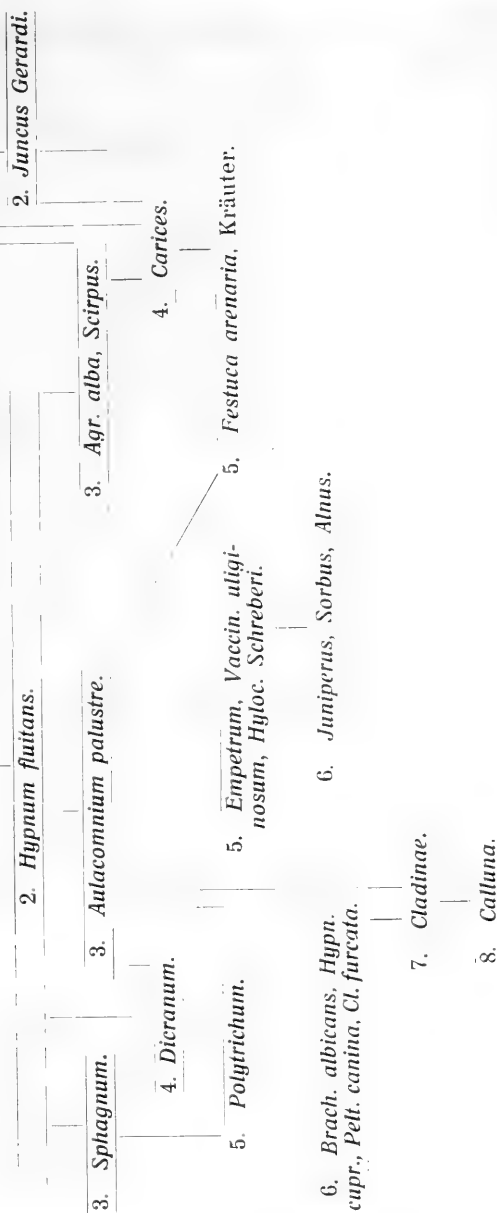 2. Juncus Gerardi.
2. Hypnum fluitans.
3. Agr. alba, Scirpus.
3. Aulacomnium palustre.
3. Sphagnum.
4. Carices.
4. Dicranum.
5. Festuca arenaria, Kräuter.
5. Empetrum, Vaccin. uligi-
nosum, Hyloc. Schreberi.
5. Polytrichum.
6. Juniperus, Sorbus, Alnus.
6. Brach. albicans, Hypn.
cupr., Pelt. canina, Cl. furcata.
7. Cladinae.
8. Calluna.